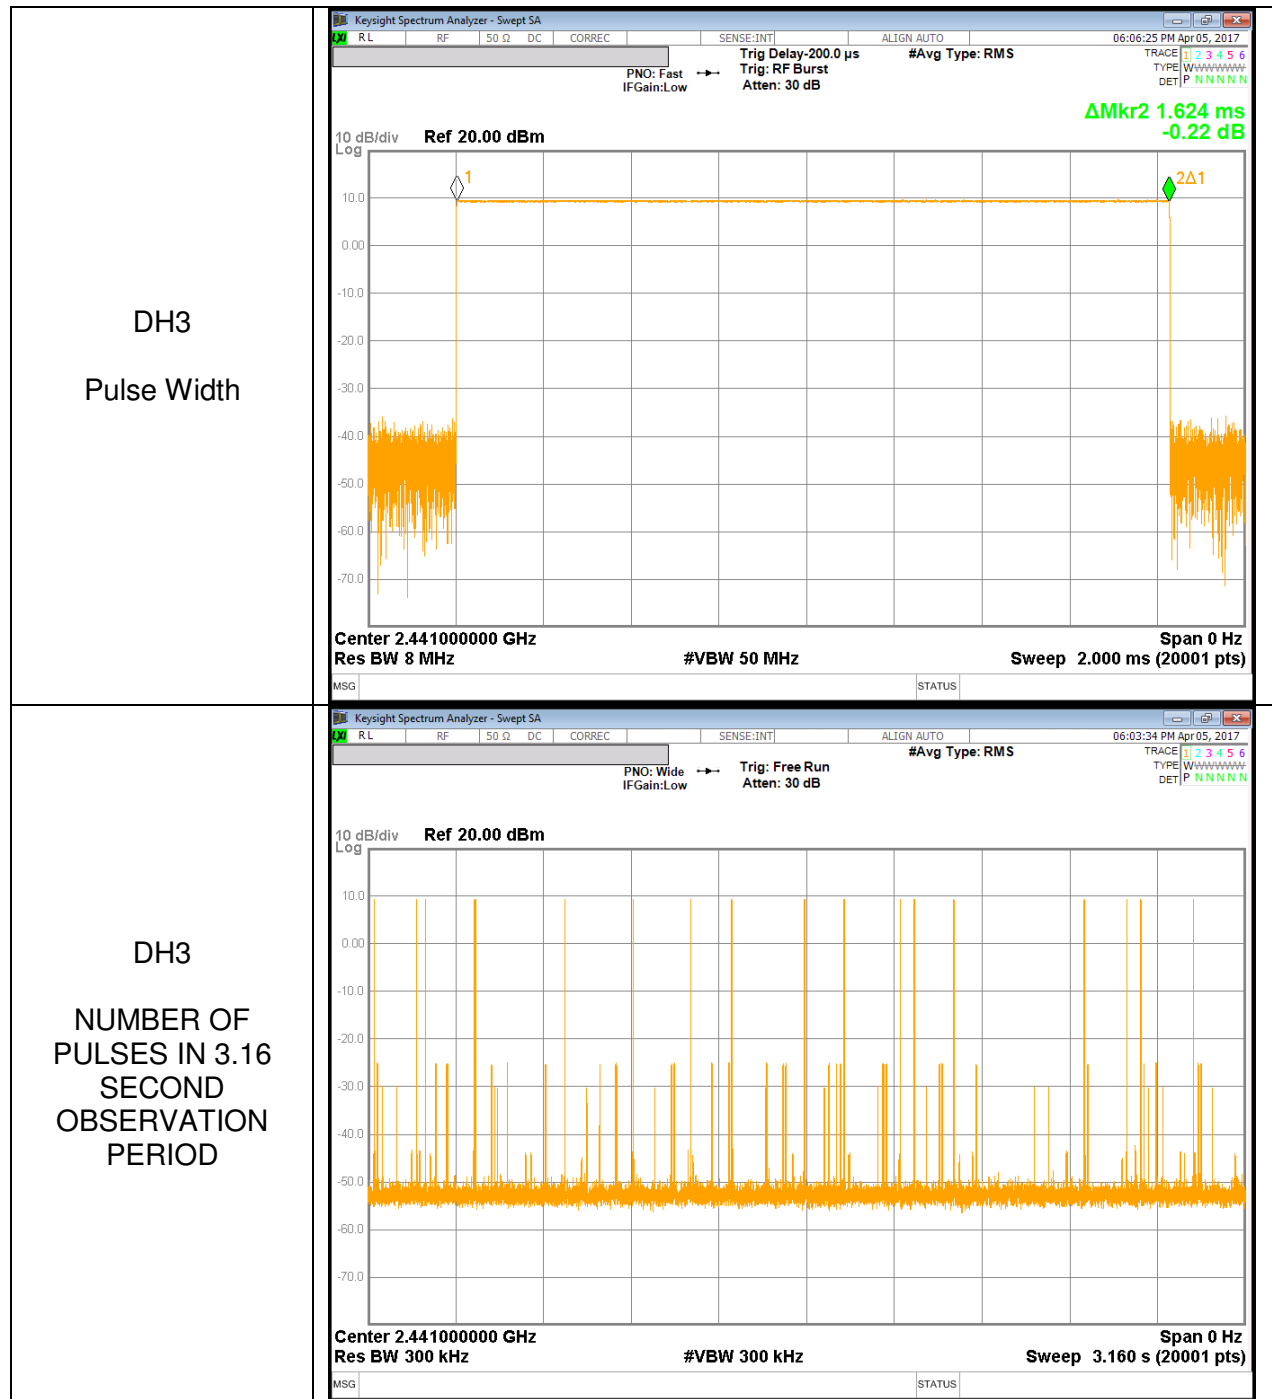 DH3
Pulse Width
Keysight Spectrum Analyzer - Swept SA
LXI RL RF 50 Ω DC CORREC SENSE:INT ALIGN AUTO 06:06:25 PM Apr 05, 2017
Trig Delay-200.0 µs #Avg Type: RMS TRACE 1 2 3 4 5 6
PNO: Fast Trig: RF Burst TYPE WWWWWWW
IFGain:Low Atten: 30 dB DET P N N N N N
ΔMkr2 1.624 ms
-0.22 dB
10 dB/div Ref 20.00 dBm
Log
1
2Δ1
10.0
0.00
-10.0
-20.0
-30.0
-40.0
-50.0
-60.0
-70.0
Center 2.441000000 GHz Span 0 Hz
Res BW 8 MHz #VBW 50 MHz Sweep 2.000 ms (20001 pts)
MSG STATUS
DH3
NUMBER OF
PULSES IN 3.16
SECOND
OBSERVATION
PERIOD
Keysight Spectrum Analyzer - Swept SA
LXI RL RF 50 Ω DC CORREC SENSE:INT ALIGN AUTO 06:03:34 PM Apr 05, 2017
#Avg Type: RMS TRACE 1 2 3 4 5 6
PNO: Wide Trig: Free Run TYPE WWWWWWW
IFGain:Low Atten: 30 dB DET P N N N N N
10 dB/div Ref 20.00 dBm
Log
10.0
0.00
-10.0
-20.0
-30.0
-40.0
-50.0
-60.0
-70.0
Center 2.441000000 GHz Span 0 Hz
Res BW 300 kHz #VBW 300 kHz Sweep 3.160 s (20001 pts)
MSG STATUS